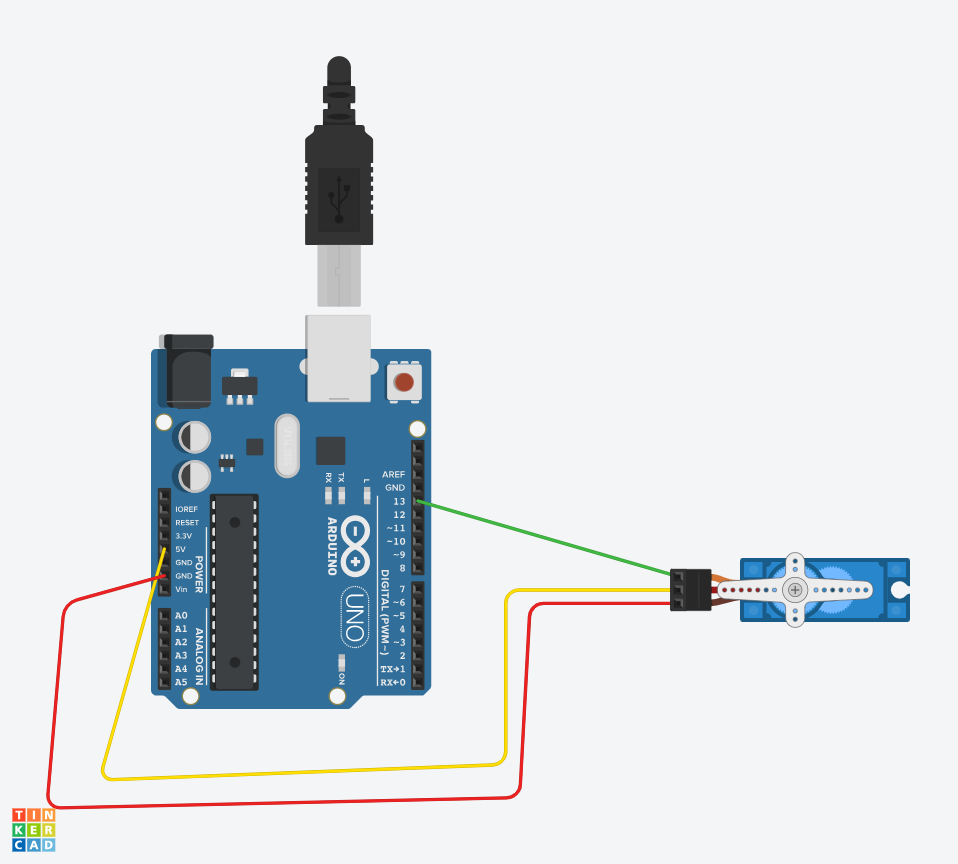 AREF
GND
13
12
~11
~10
~9
8
7
~6
~5
4
~3
2
TX→1
RX←0
DIGITAL (PWM~)
IOREF
RESET
3.3V
5V
GND
GND
Vin
POWER
A0
A1
A2
A3
A4
A5
ANALOG IN
RX
TX
L
ARDUINO
UNO
ON
TIN
KER
CAD